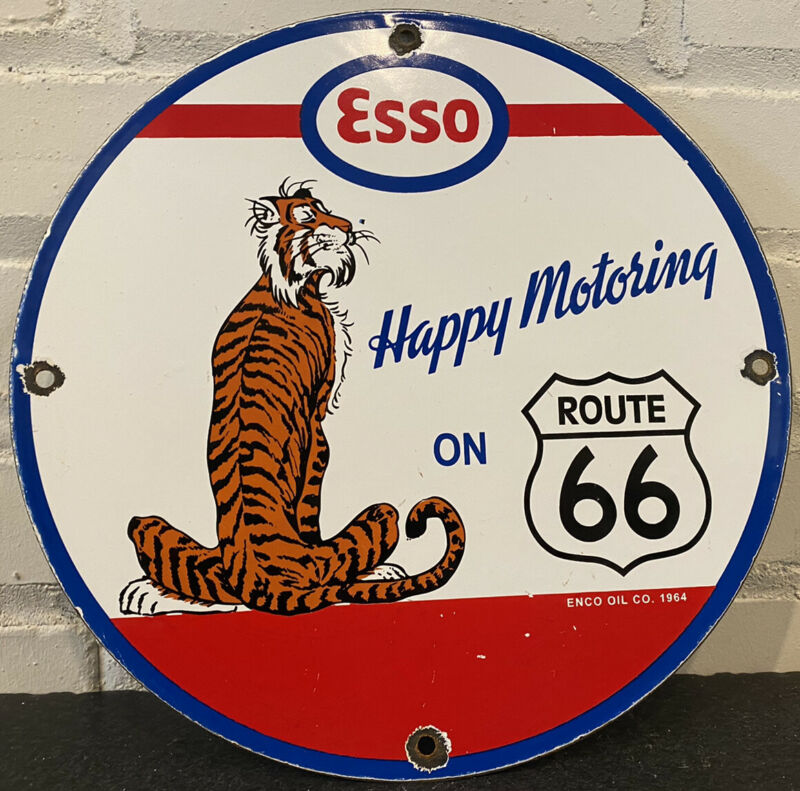 Esso
Happy Motoring
ON
ROUTE
66
ENCO OIL CO. 1964